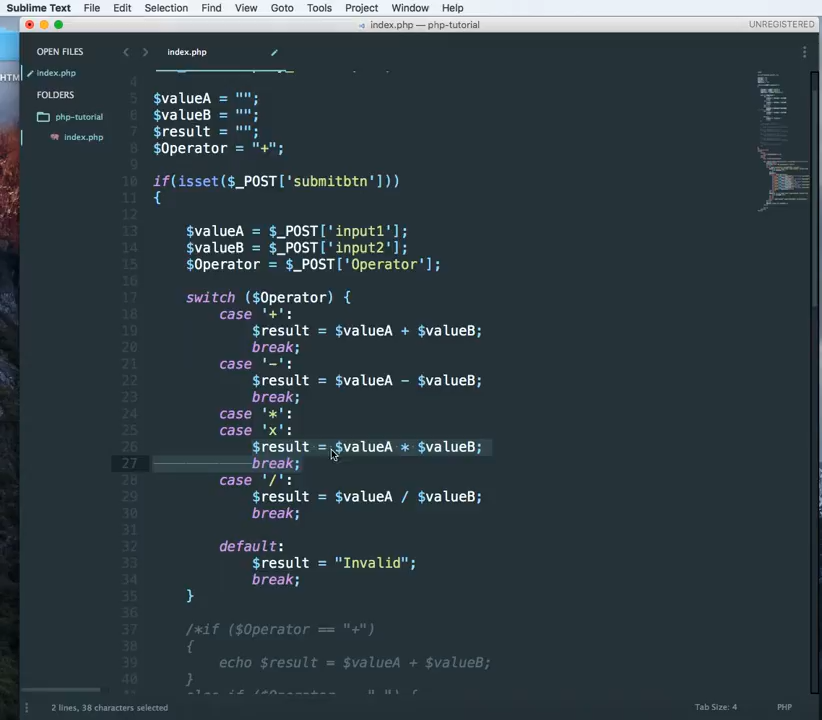 Sublime Text File Edit Selection Find View Goto Tools Project Window Help
index.php — php-tutorial
UNREGISTERED
OPEN FILES
index.php
FOLDERS
php-tutorial
index.php
index.php
4
5 $valueA = "";
6 $valueB = "";
7 $result = "";
8 $Operator = "+";
9
10 if(isset($_POST['submitbtn']))
11 {
12
13 $valueA = $_POST['input1'];
14 $valueB = $_POST['input2'];
15 $Operator = $_POST['Operator'];
16
17 switch ($Operator) {
18 case '+':
19 $result = $valueA + $valueB;
20 break;
21 case '-':
22 $result = $valueA - $valueB;
23 break;
24 case '*':
25 case 'x':
26 $result = $valueA * $valueB;
27 break;
28 case '/':
29 $result = $valueA / $valueB;
30 break;
31
32 default:
33 $result = "Invalid";
34 break;
35 }
36
37 /*if ($Operator == "+")
38 {
39 echo $result = $valueA + $valueB;
40 }
2 lines, 38 characters selected
Tab Size: 4
PHP